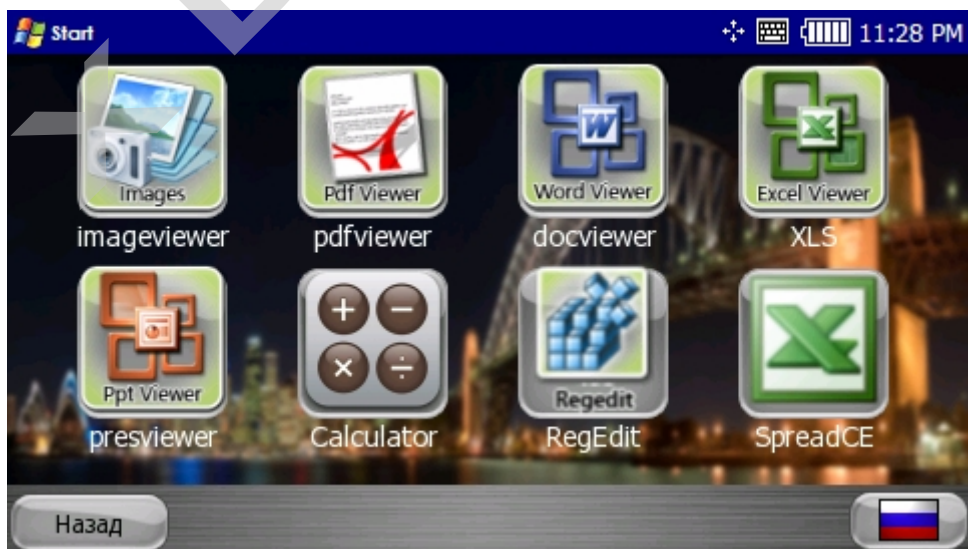 Start 11:28 PM
Images Pdf Viewer Word Viewer Excel Viewer
imageviewer pdfviewer docviewer XLS
Ppt Viewer Regedit
presviewer Calculator RegEdit SpreadCE
Назад